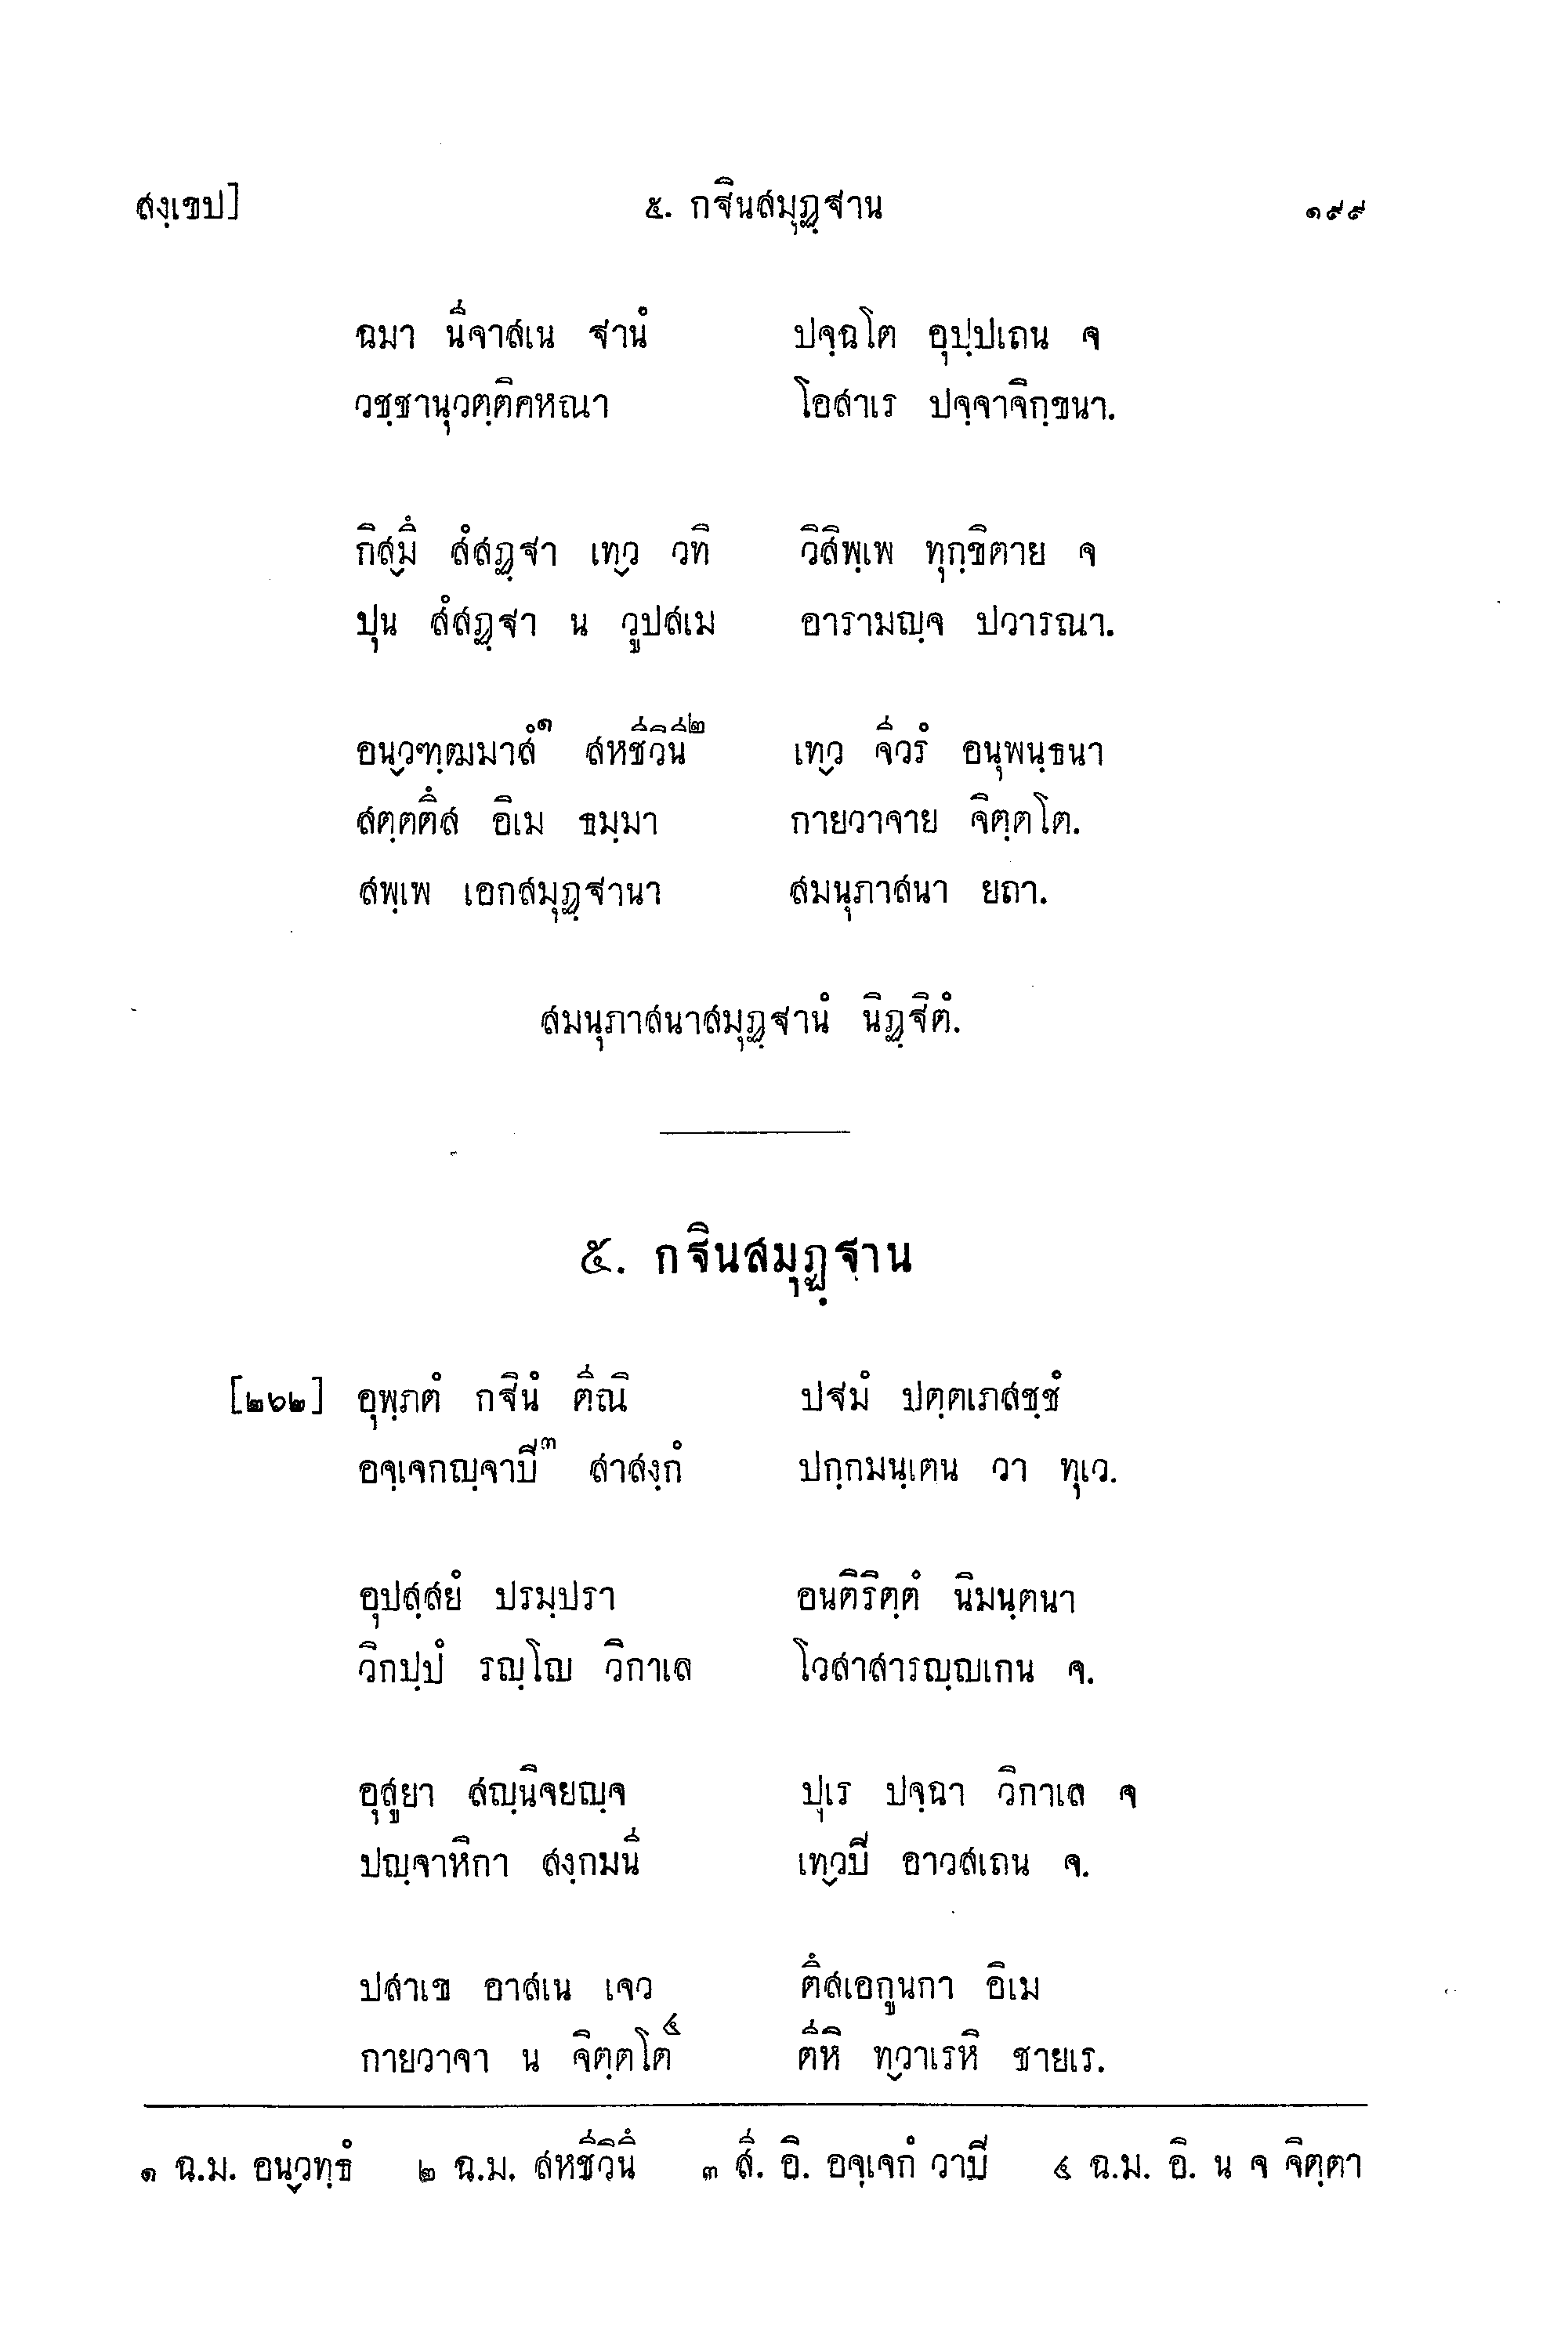 สงฺเขป] ๕. กฐินสมุฏฺฐาน ๑๙๙
ฉมา นีจาสเน ฐานํ ปจฺฉโต อุปฺปเถน จ
วชฺชานุวตฺติคหณา โอสาเร ปจฺจาจิกฺขนา.
กิสฺมึ สํสฏฺฐา เทฺว วทิ วิสิพฺเพ ทุกฺขิตาย จ
ปุน สํสฏฺฐา น วูปสเม อารามญฺจ ปวารณา.
อนฺวฑฺฒมาสํ๑ สหชีวินี๒ เทฺว จีวรํ อนุพนฺธนา
สตฺตตึส อิเม ธมฺมา กายวาจาย จิตฺตโต.
สพฺเพ เอกสมุฏฺฐานา สมนุภาสนา ยถา.
สมนุภาสนาสมุฏฺฐานํ นิฏฺฐิตํ.
๕. กฐินสมุฏฺฐาน
[๒๖๒] อุพฺภตํ กฐินํ ตีณิ ปฐมํ ปตฺตเภสชฺชํ
อจฺเจกญฺจาปี๓ สาสงฺกํ ปกฺกมนฺเตน วา ทุเว.
อุปสฺสยํ ปรมฺปรา อนติริตฺตํ นิมนฺตนา
วิกปฺปํ รญฺโญ วิกาเล โวสาสารญฺญเกน จ.
อุสูยา สญฺนิจยญฺจ ปุเร ปจฺฉา วิกาเล จ
ปญฺจาหิกา สงฺกมนี เทฺวปี อาวสเถน จ.
ปสาเข อาสเน เจว ตึสเอกูนกา อิเม
กายวาจา น จิตฺตโต๔ ตีหิ ทฺวาเรหิ ชายเร.
๑ ฉ.ม. อนฺวทฺธํ ๒ ฉ.ม. สหชีวินึ ๓ สี. อิ. อจฺเจกํ วาปี ๔ ฉ.ม. อิ. น จ จิตฺตา